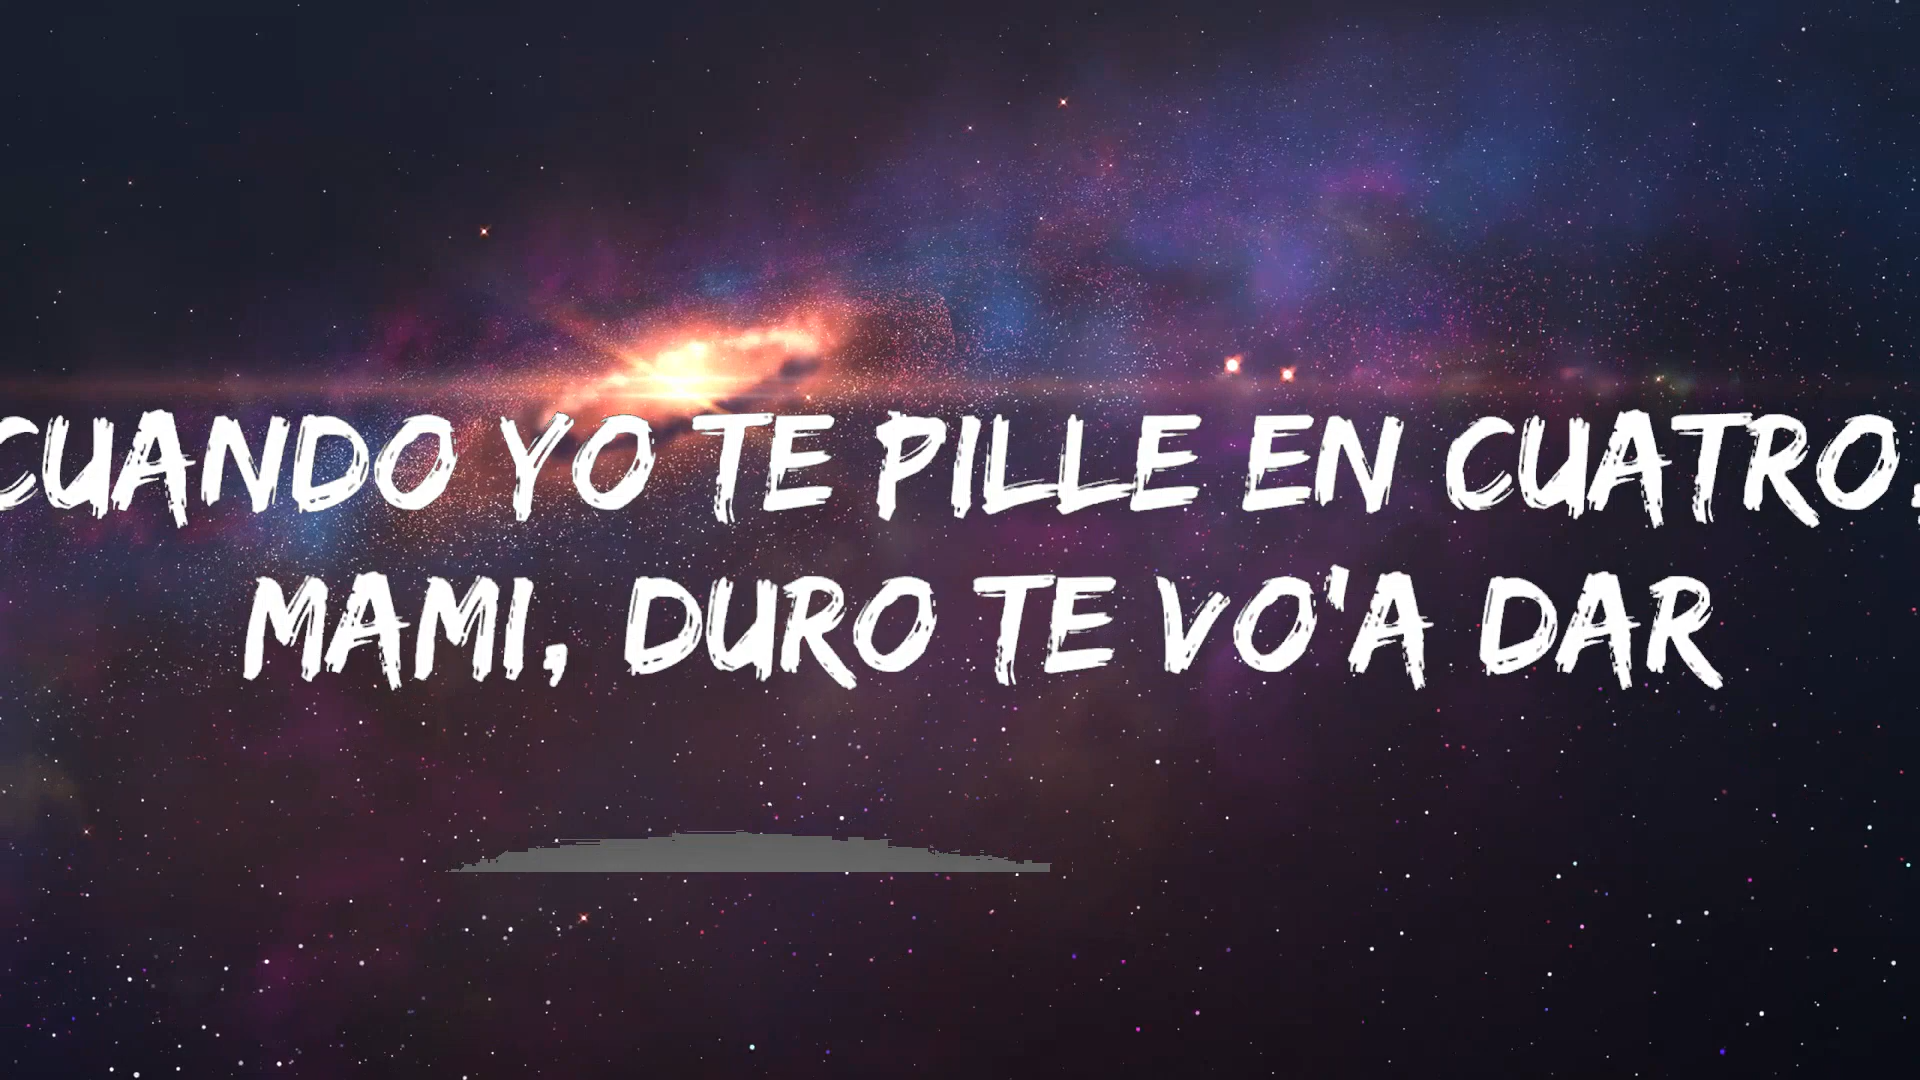 CUANDO YO TE PILLE EN CUATRO,
MAMI, DURO TE VO'A DAR